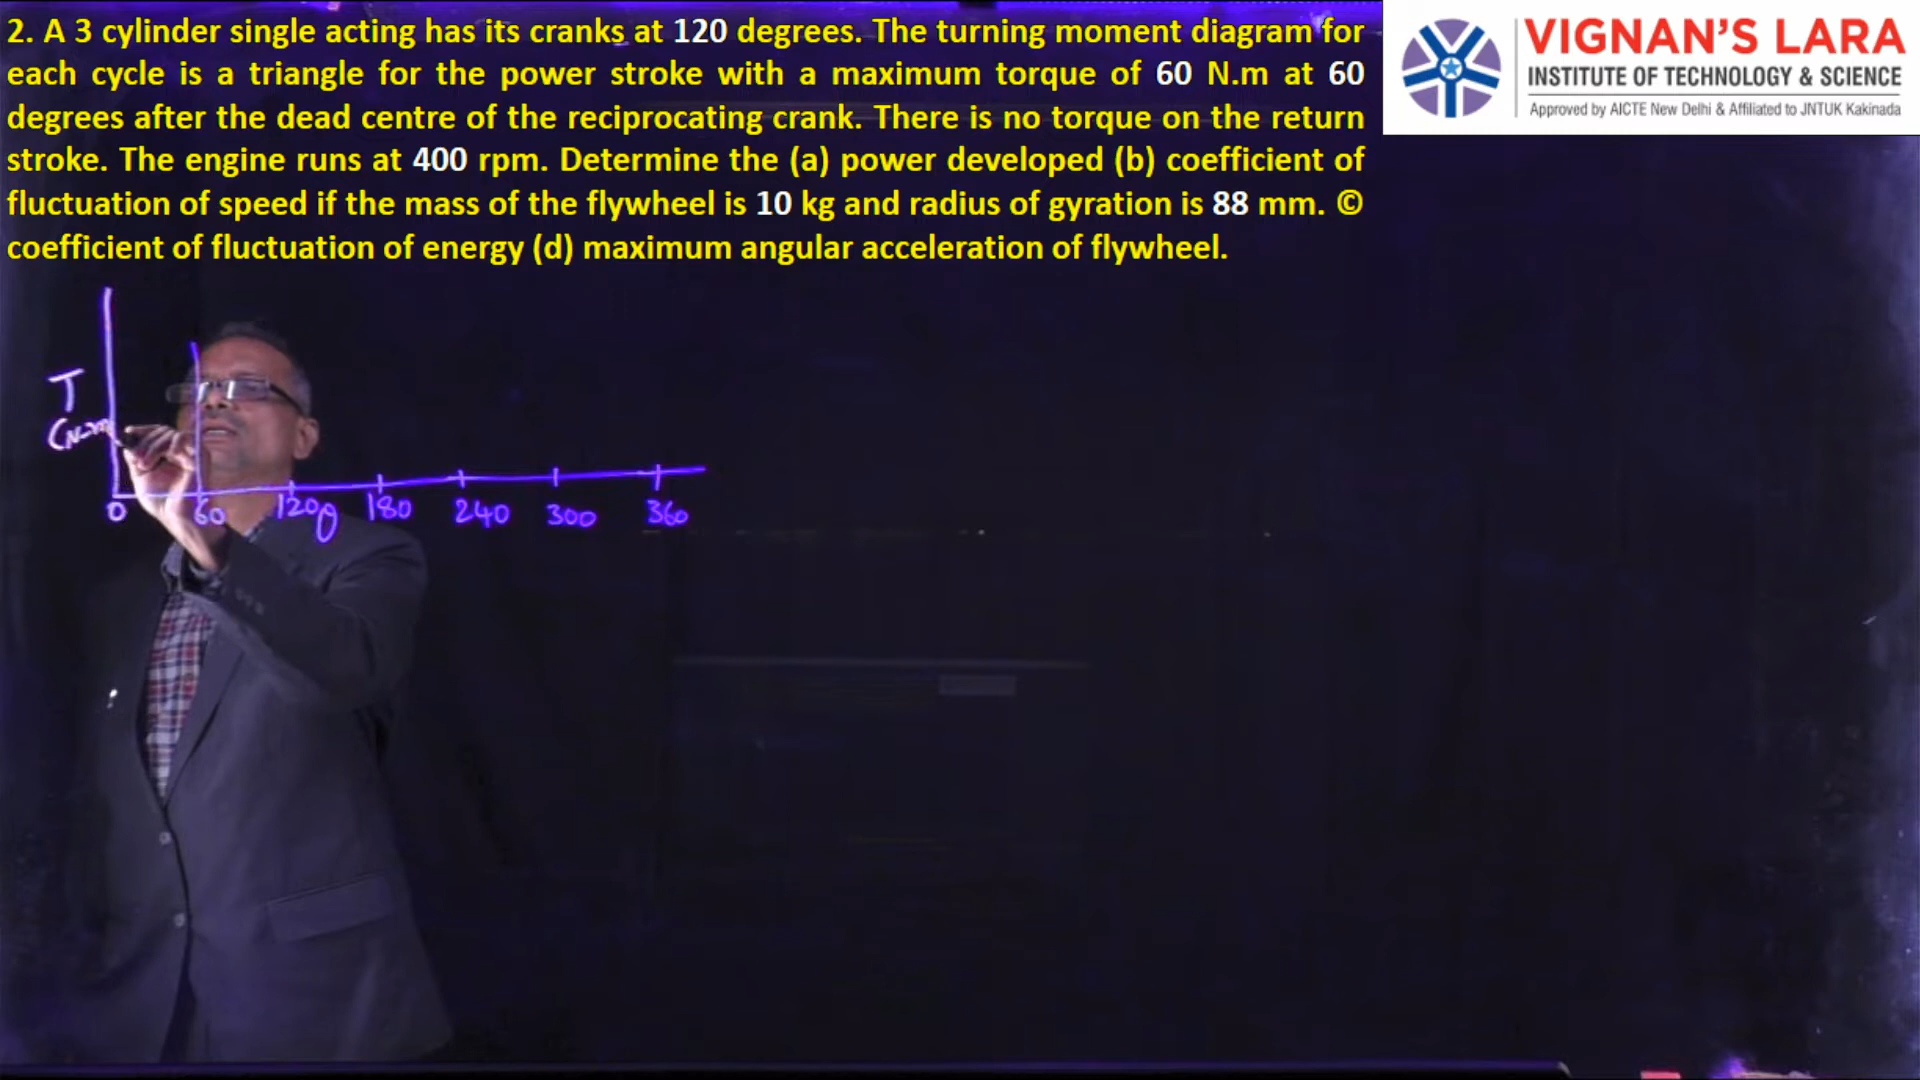 2. A 3 cylinder single acting has its cranks at 120 degrees. The turning moment diagram for
each cycle is a triangle for the power stroke with a maximum torque of 60 N.m at 60
degrees after the dead centre of the reciprocating crank. There is no torque on the return
stroke. The engine runs at 400 rpm. Determine the (a) power developed (b) coefficient of
fluctuation of speed if the mass of the flywheel is 10 kg and radius of gyration is 88 mm. ©
coefficient of fluctuation of energy (d) maximum angular acceleration of flywheel.
VIGNAN'S LARA
INSTITUTE OF TECHNOLOGY & SCIENCE
Approved by AICTE New Delhi & Affiliated to JNTUK Kakinada
T
(N-m
0 60 120 θ 180 240 300 360